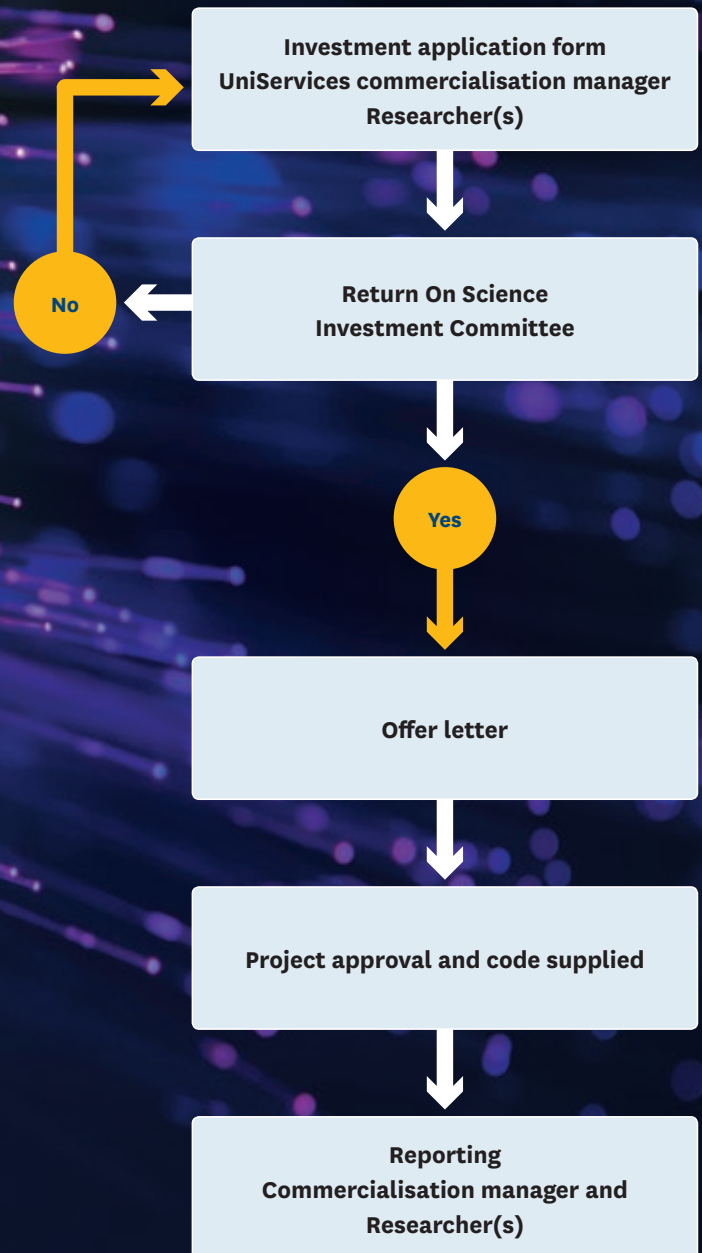 Investment application form
UniServices commercialisation manager
Researcher(s)
Return On Science
Investment Committee
No
Yes
Offer letter
Project approval and code supplied
Reporting
Commercialisation manager and
Researcher(s)